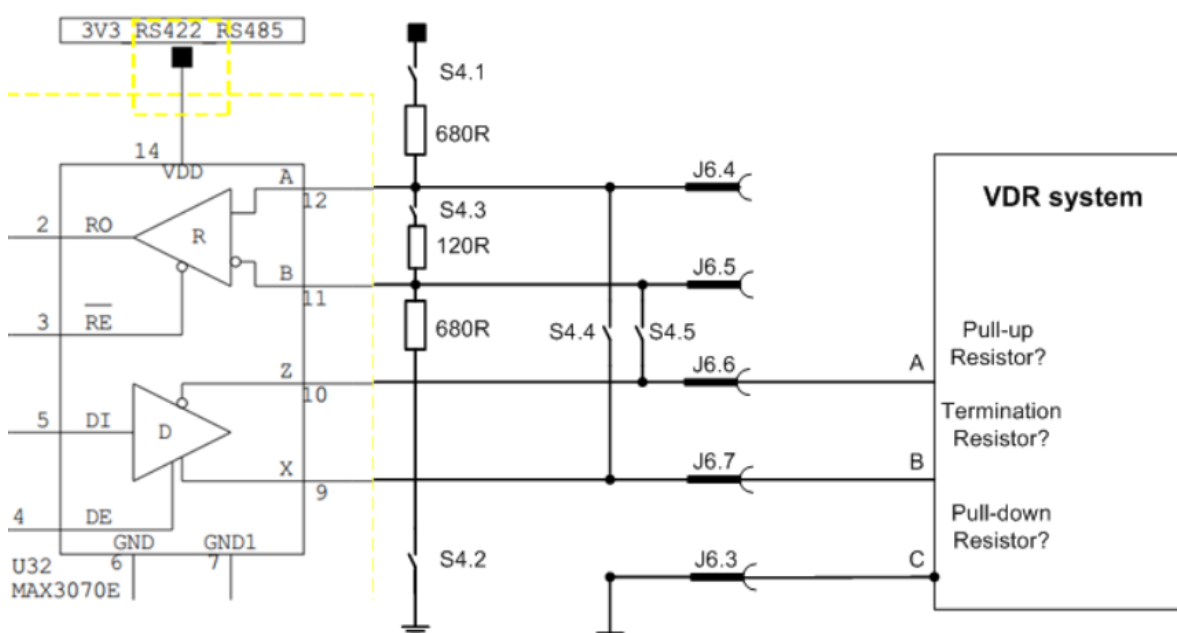 3V3_RS422_RS485
S4.1
680R
14
VDD
A
12
J6.4
VDR system
S4.3
2
RO
R
120R
B
11
J6.5
3
RE
680R
S4.4
S4.5
Pull-up
Resistor?
Z
10
J6.6
A
5
DI
D
Termination
Resistor?
X
9
J6.7
B
4
DE
Pull-down
Resistor?
GND
GND1
6
7
S4.2
J6.3
C
U32
MAX3070E